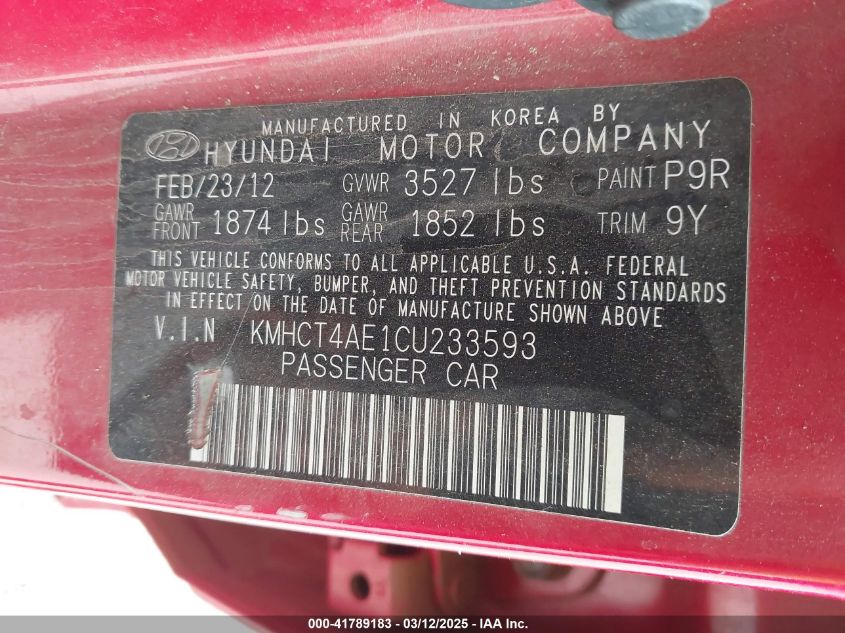 MANUFACTURED IN KOREA BY
HYUNDAI MOTOR COMPANY
FEB/23/12 GVWR 3527 lbs PAINT P9R
GAWR FRONT 1874 lbs GAWR REAR 1852 lbs TRIM 9Y
THIS VEHICLE CONFORMS TO ALL APPLICABLE U.S.A. FEDERAL
MOTOR VEHICLE SAFETY, BUMPER, AND THEFT PREVENTION STANDARDS
IN EFFECT ON THE DATE OF MANUFACTURE SHOWN ABOVE.
V.I.N KMHCT4AE1CU233593
PASSENGER CAR
000-41789183 - 03/12/2025 - IAA Inc.